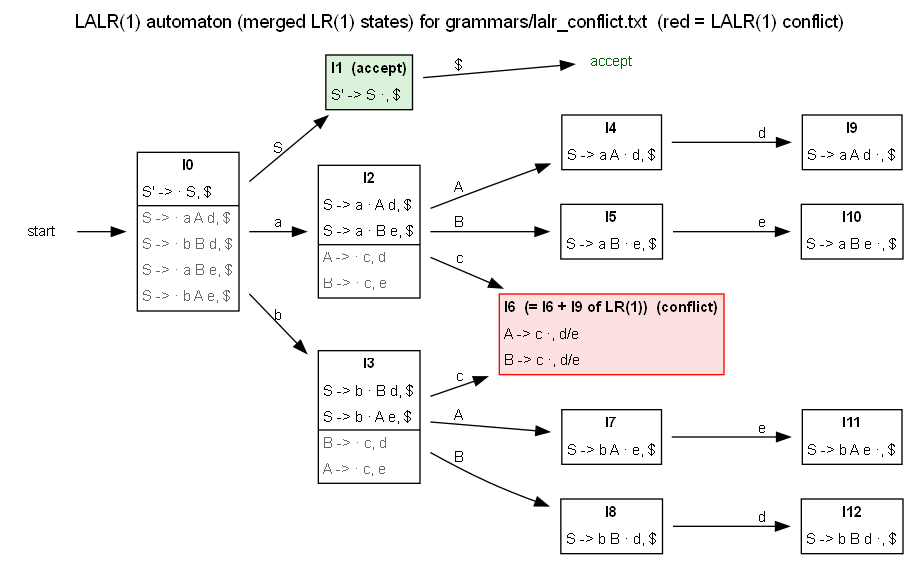 LALR(1) automaton (merged LR(1) states) for grammars/lalr_conflict.txt (red = LALR(1) conflict)
start
I0
S' -> · S, $
S -> · a A d, $
S -> · b B d, $
S -> · a B e, $
S -> · b A e, $
S
a
b
I1 (accept)
S' -> S ·, $
$
accept
I2
S -> a · A d, $
S -> a · B e, $
A -> · c, d
B -> · c, e
A
B
c
I3
S -> b · B d, $
S -> b · A e, $
B -> · c, d
A -> · c, e
c
A
B
I4
S -> a A · d, $
d
I9
S -> a A d ·, $
I5
S -> a B · e, $
e
I10
S -> a B e ·, $
I6 (= I6 + I9 of LR(1)) (conflict)
A -> c ·, d/e
B -> c ·, d/e
I7
S -> b A · e, $
e
I11
S -> b A e ·, $
I8
S -> b B · d, $
d
I12
S -> b B d ·, $